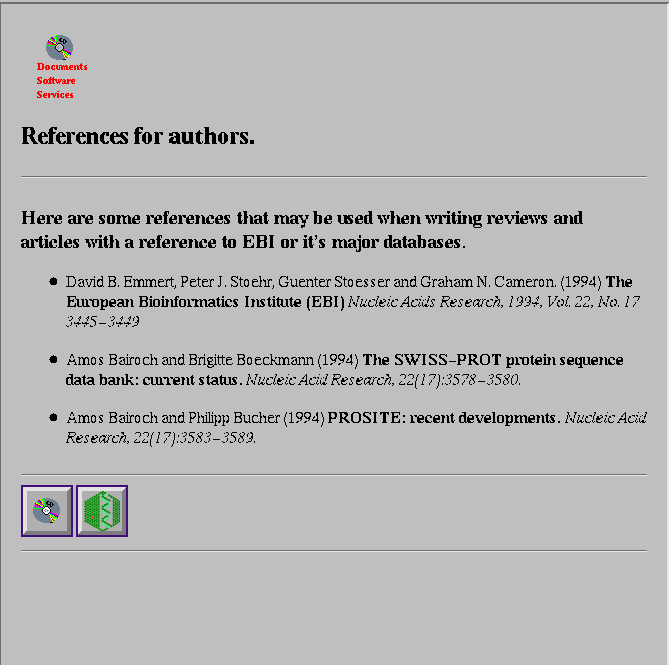 Documents
Software
Services
References for authors.
Here are some references that may be used when writing reviews and
articles with a reference to EBI or it's major databases.
David B. Emmert, Peter J. Stoehr, Guenter Stoesser and Graham N. Cameron. (1994) The
European Bioinformatics Institute (EBI) Nucleic Acids Research, 1994, Vol. 22, No. 17
3445-3449
Amos Bairoch and Brigitte Boeckmann (1994) The SWISS-PROT protein sequence
data bank: current status. Nucleic Acid Research, 22(17):3578-3580.
Amos Bairoch and Philipp Bucher (1994) PROSITE: recent developments. Nucleic Acid
Research, 22(17):3583-3589.